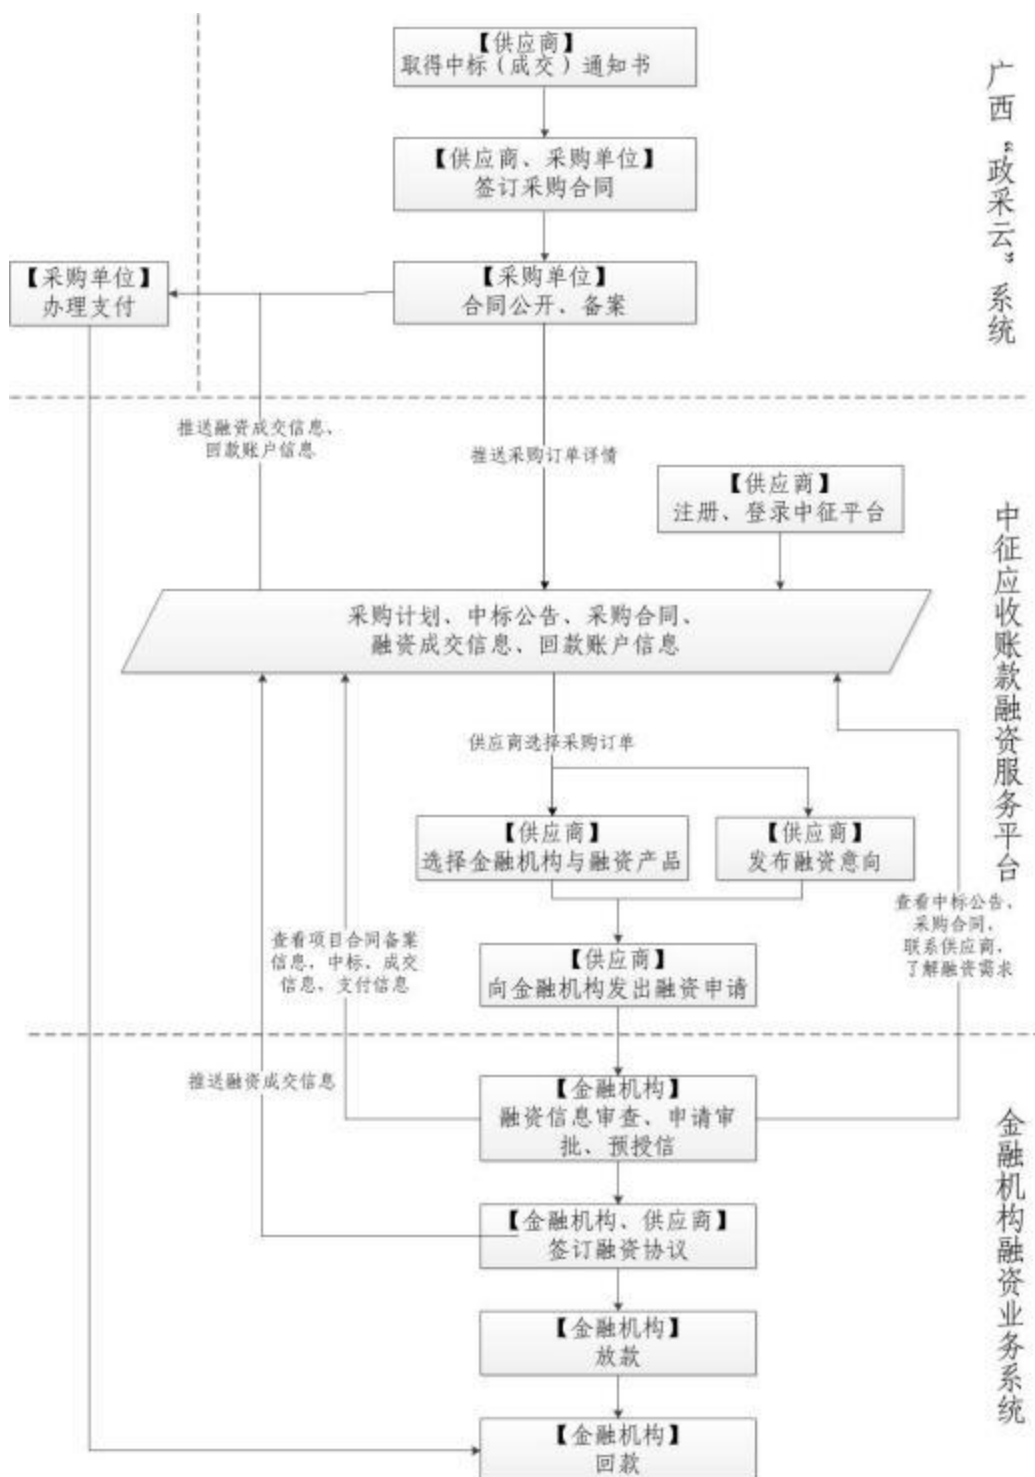 【供应商】
取得中标（成交）通知书
广西“政采云”系统
【供应商、采购单位】
签订采购合同
【采购单位】
办理支付
【采购单位】
合同公开、备案
推送融资成交信息、
回款账户信息
推送采购订单详情
【供应商】
注册、登录中征平台
中征应收账款融资服务平台
采购计划、中标公告、采购合同、
融资成交信息、回款账户信息
供应商选择采购订单
【供应商】
选择金融机构与融资产品
【供应商】
发布融资意向
查看中标公告、
采购合同，
联系供应商，
了解融资需求
查看项目合同备案
信息，中标、成交
信息、支付信息
【供应商】
向金融机构发出融资申请
推送融资成交信息
【金融机构】
融资信息审查、申请审
批、预授信
金融机构融资业务系统
【金融机构、供应商】
签订融资协议
【金融机构】
放款
【金融机构】
回款